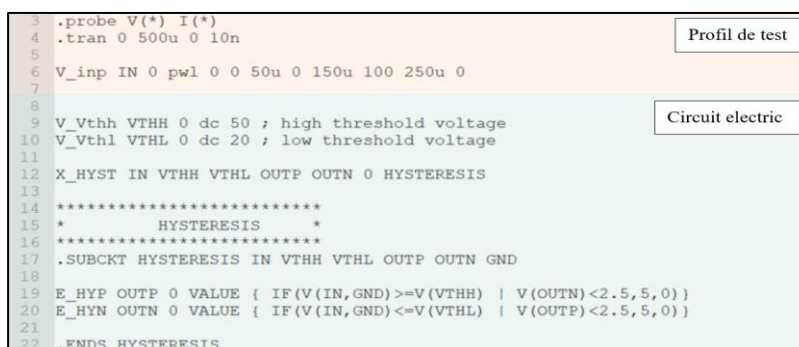 3 .probe V(*) I(*)
4 .tran 0 500u 0 10n
Profil de test
5
6 V_inp IN 0 pwl 0 0 50u 0 150u 100 250u 0
7
8
Circuit electric
9 V_Vthh VTHH 0 dc 50 ; high threshold voltage
10 V_Vthl VTHL 0 dc 20 ; low threshold voltage
11
12 X_HYST IN VTHH VTHL OUTP OUTN 0 HYSTERESIS
13
14 **************************
15 * HYSTERESIS *
16 **************************
17 .SUBCKT HYSTERESIS IN VTHH VTHL OUTP OUTN GND
18
19 E_HYP OUTP 0 VALUE { IF(V(IN,GND)>=V(VTHH) | V(OUTN)<2.5,5,0)}
20 E_HYN OUTN 0 VALUE { IF(V(IN,GND)<=V(VTHL) | V(OUTP)<2.5,5,0)}
21
22 .ENDS HYSTERESIS